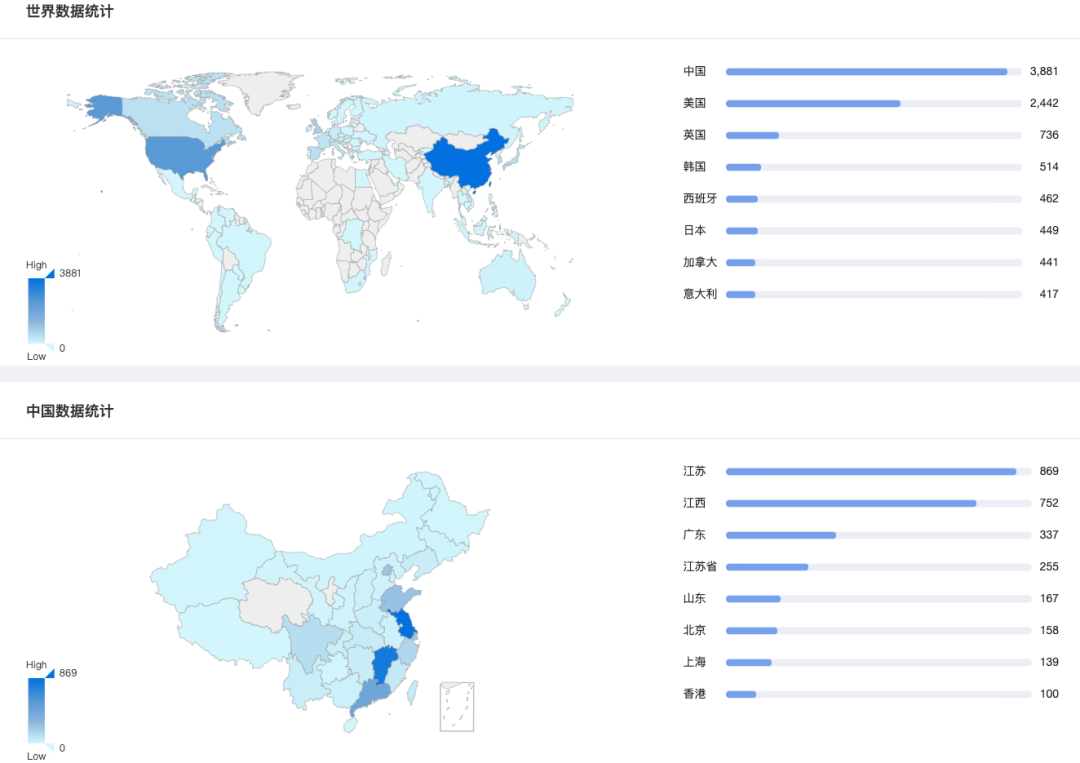 世界数据统计
中国 3,881
美国 2,442
英国 736
韩国 514
西班牙 462
日本 449
加拿大 441
意大利 417
High
3881
0
Low
中国数据统计
江苏 869
江西 752
广东 337
江苏省 255
山东 167
北京 158
上海 139
香港 100
High
869
0
Low